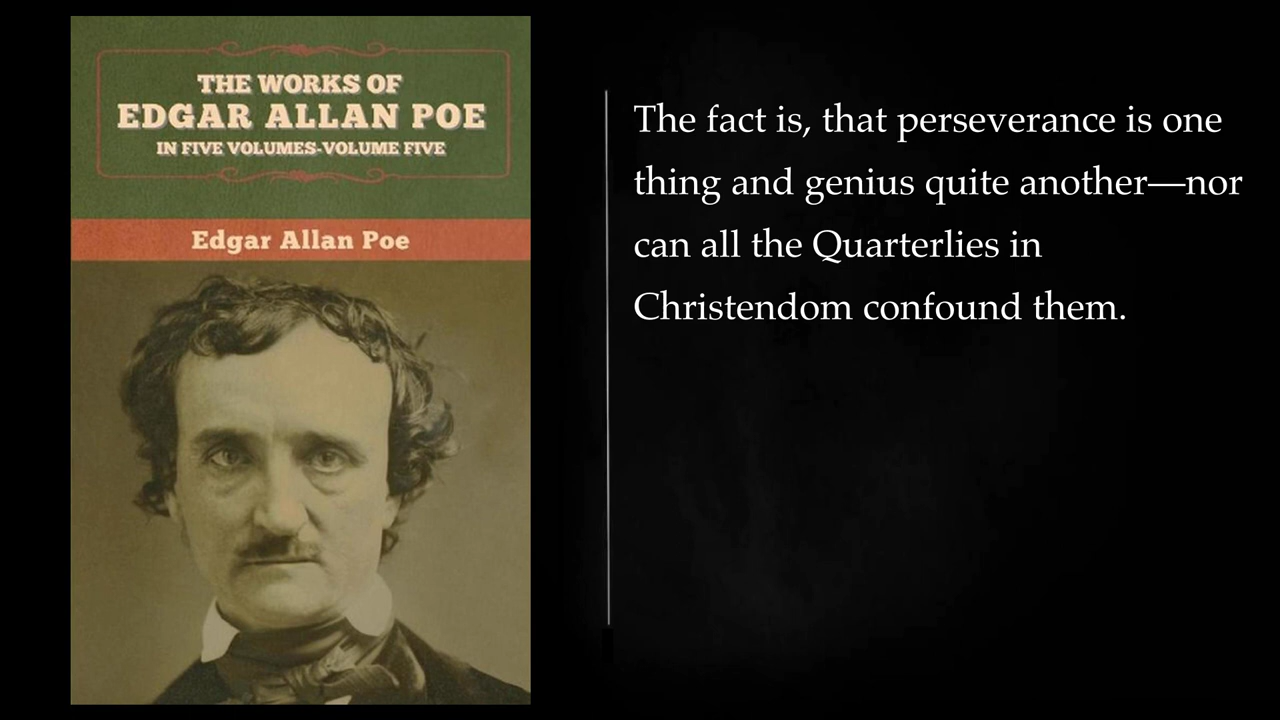 THE WORKS OF
EDGAR ALLAN POE
IN FIVE VOLUMES-VOLUME FIVE
Edgar Allan Poe
The fact is, that perseverance is one
thing and genius quite another—nor
can all the Quarterlies in
Christendom confound them.